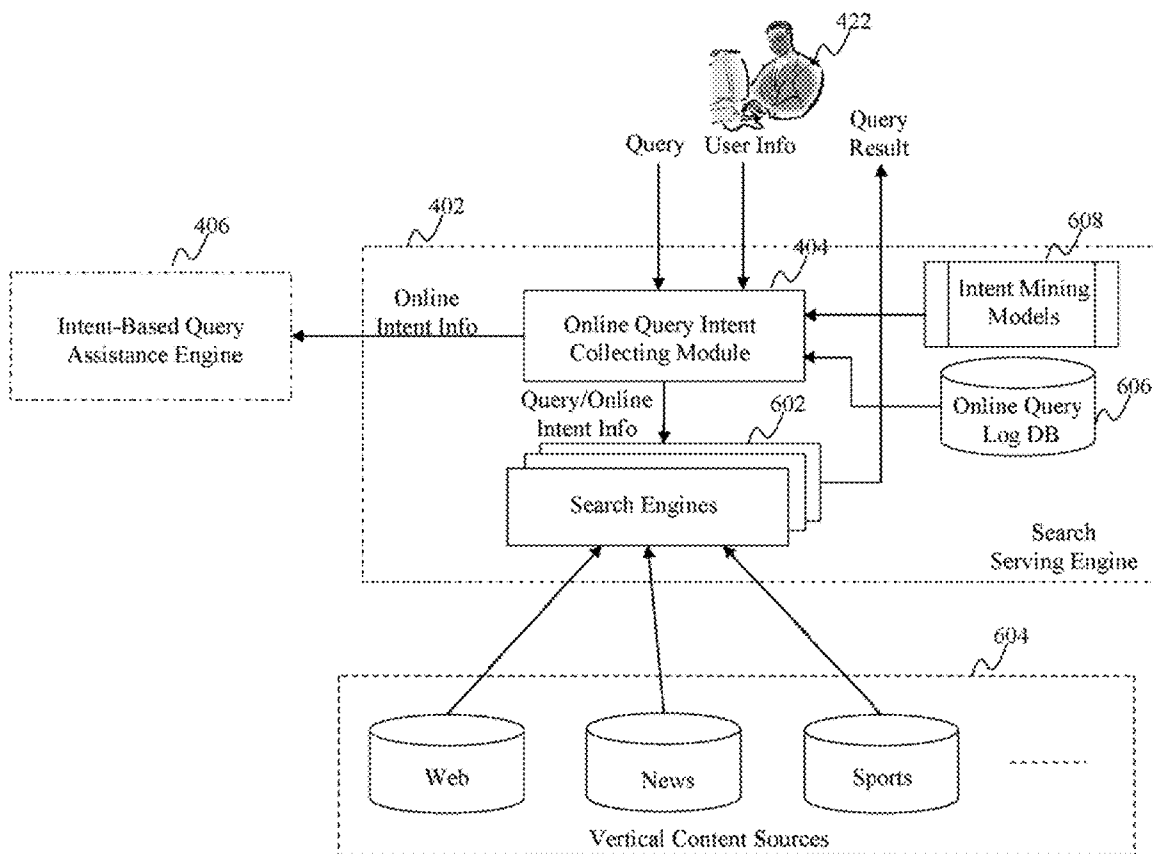 422
Query
User Info
Query
Result
402
406
404
608
Intent-Based Query
Assistance Engine
Online
Intent Info
Online Query Intent
Collecting Module
Intent Mining
Models
Query/Online
Intent Info
602
Online Query
Log DB
606
Search Engines
Search
Serving Engine
604
Web
News
Sports
Vertical Content Sources